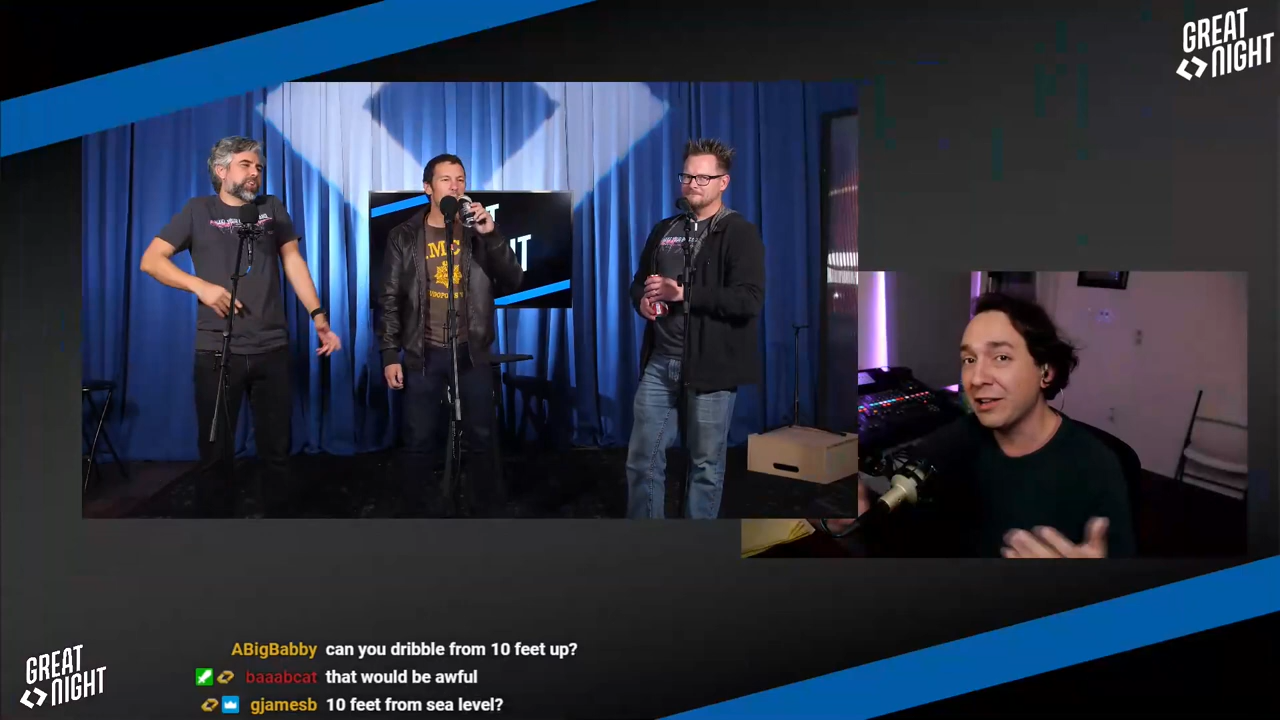 GREAT
NIGHT
MC
GREAT
NIGHT
ABigBabby can you dribble from 10 feet up?
baaabcat that would be awful
gjamesb 10 feet from sea level?